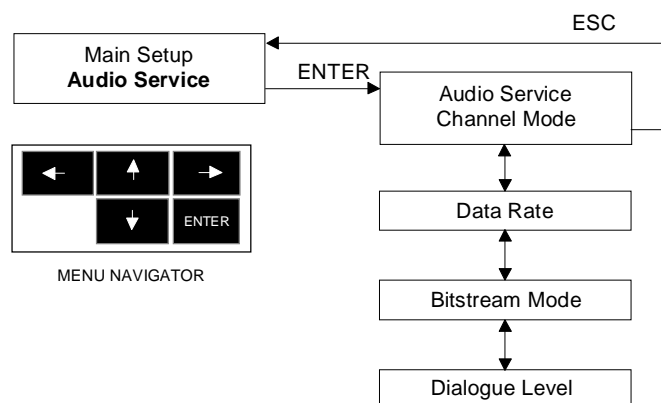 ESC
Main Setup
Audio Service
ENTER
Audio Service
Channel Mode
ENTER
MENU NAVIGATOR
Data Rate
Bitstream Mode
Dialogue Level